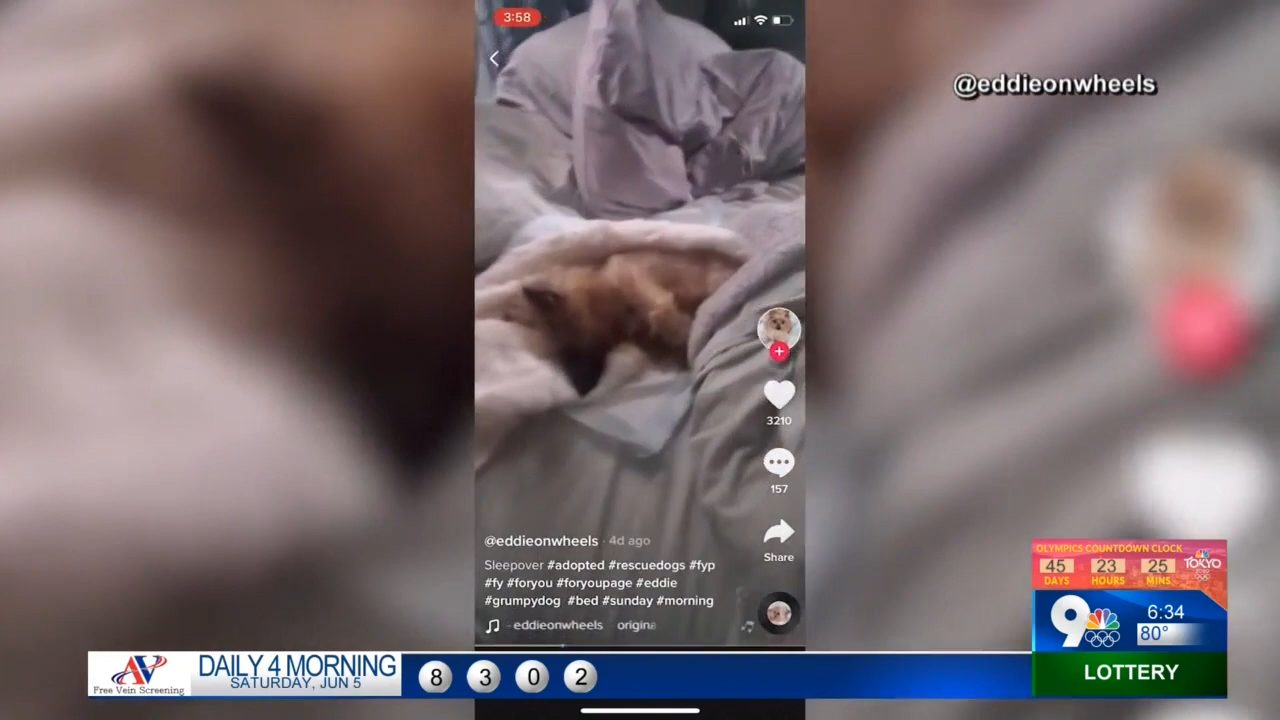 3:58
@eddieonwheels
3210
157
Share
@eddieonwheels · 4d ago
Sleepover #adopted #rescuedogs #fyp
#fy #foryou #foryoupage #eddie
#grumpydog #bed #sunday #morning
- eddieonwheels origina
OLYMPICS COUNTDOWN CLOCK
45 23 25
DAYS HOURS MINS
TOKYO
9
6:34
80°
LOTTERY
AV
Free Vein Screening
DAILY 4 MORNING
SATURDAY, JUN 5
8 3 0 2